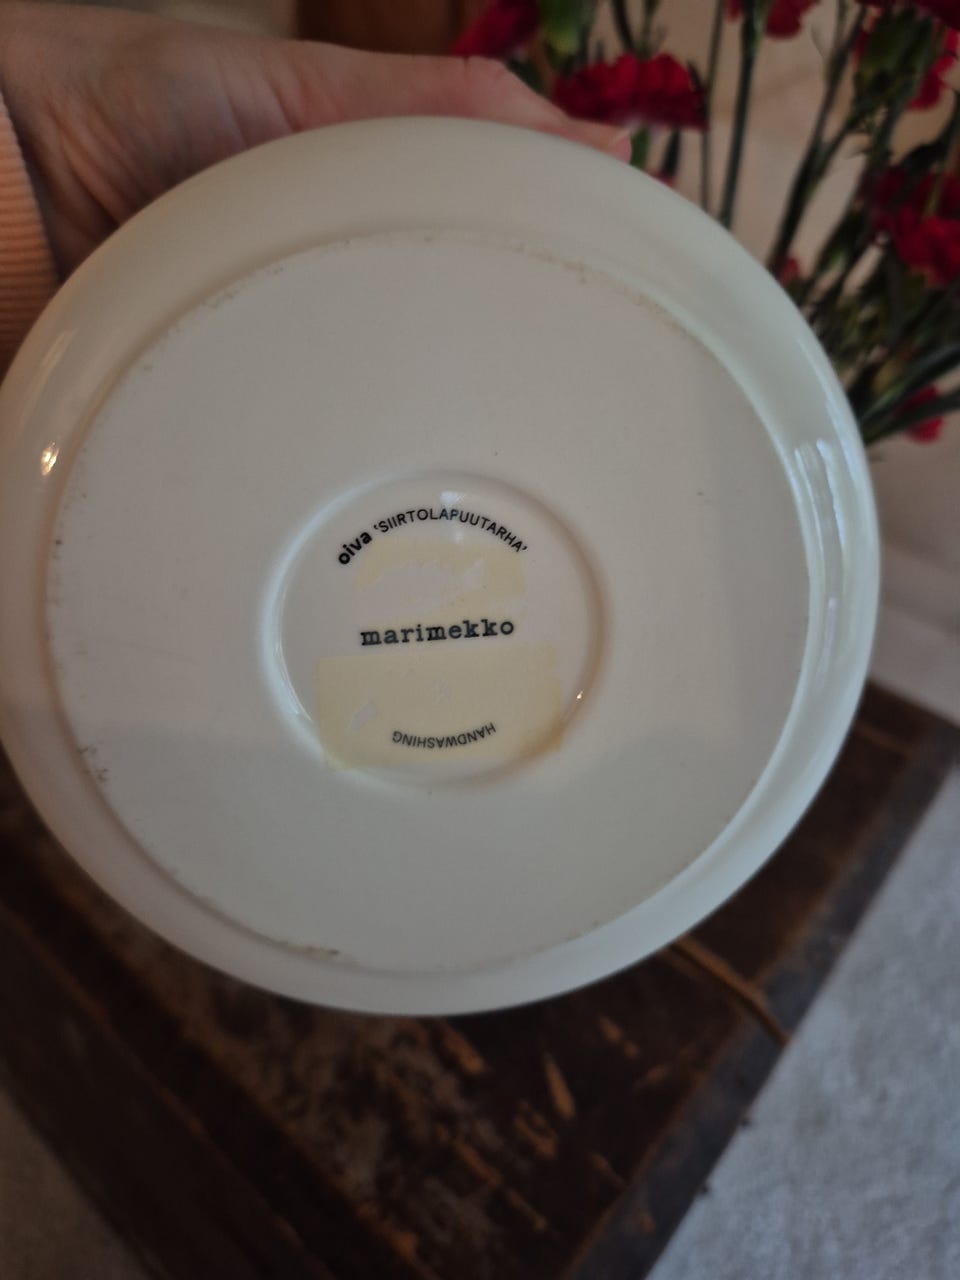 oiva 'SIIRTOLAPUUTARHA'
marimekko
HANDWASHING